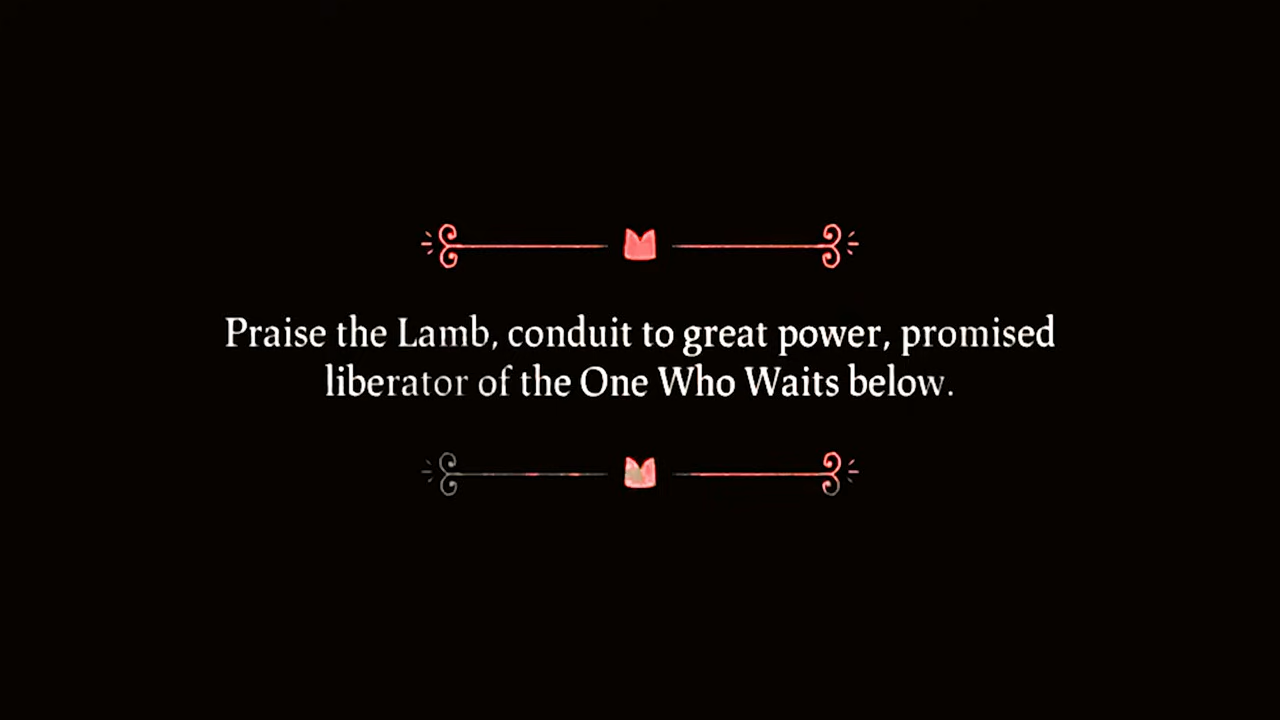 Praise the Lamb, conduit to great power, promised
liberator of the One Who Waits below.